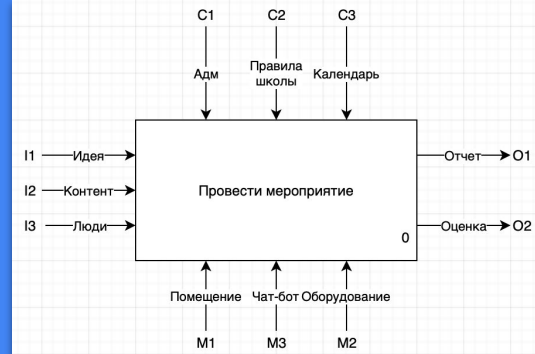 C1 C2 C3
Адм Правила школы Календарь
I1 Идея
I2 Контент
I3 Люди
Провести мероприятие
0
Отчет O1
Оценка O2
Помещение Чат-бот Оборудование
M1 M3 M2